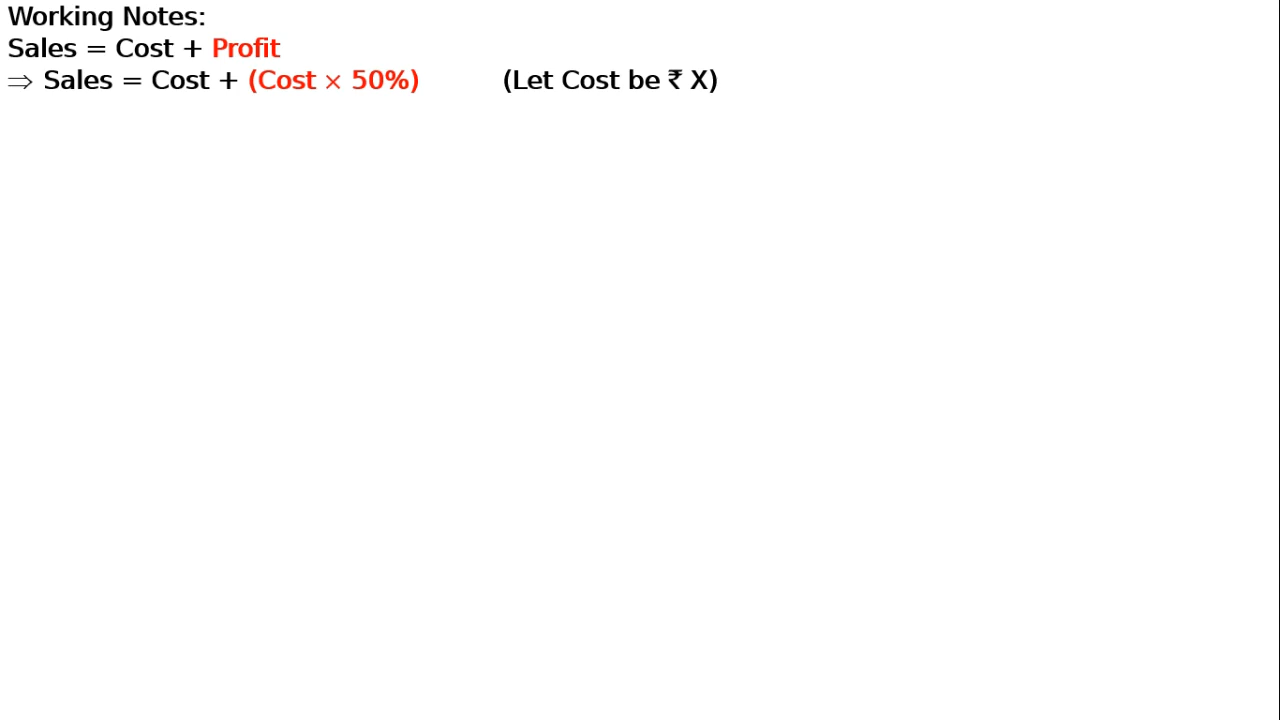 Working Notes:
Sales = Cost + Profit
⇒ Sales = Cost + (Cost × 50%) (Let Cost be ₹ X)